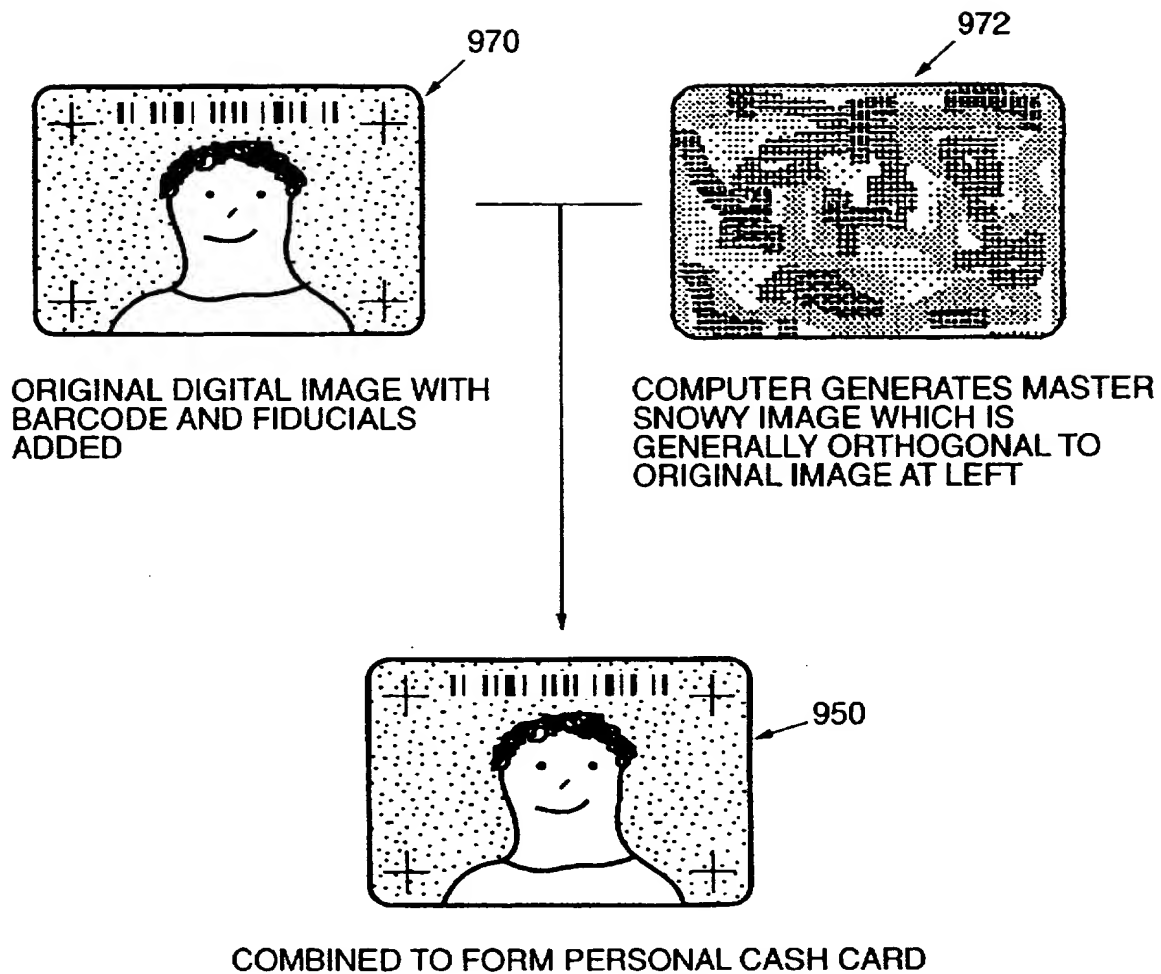 970
972
ORIGINAL DIGITAL IMAGE WITH
BARCODE AND FIDUCIALS
ADDED
COMPUTER GENERATES MASTER
SNOWY IMAGE WHICH IS
GENERALLY ORTHOGONAL TO
ORIGINAL IMAGE AT LEFT
950
COMBINED TO FORM PERSONAL CASH CARD